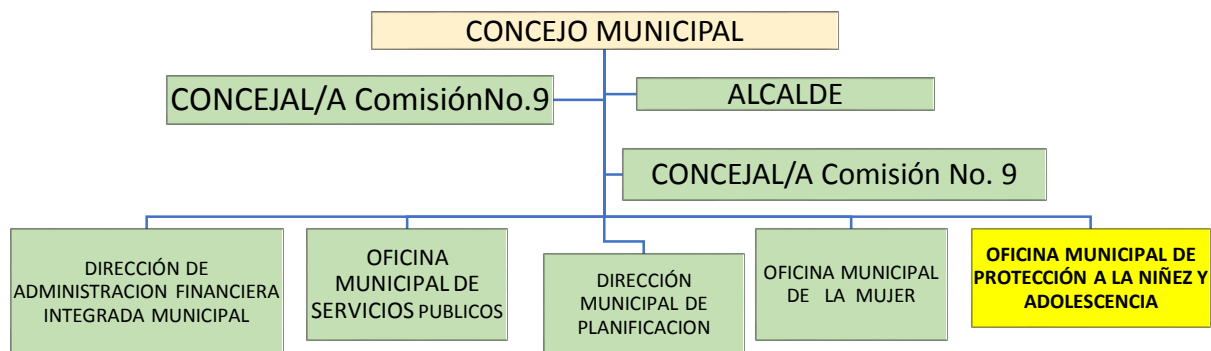 CONCEJO MUNICIPAL
CONCEJAL/A ComisiónNo.9
ALCALDE
CONCEJAL/A Comisión No. 9
DIRECCIÓN DE
ADMINISTRACION FINANCIERA
INTEGRADA MUNICIPAL
OFICINA
MUNICIPAL DE
SERVICIOS PUBLICOS
DIRECCIÓN
MUNICIPAL DE
PLANIFICACION
OFICINA MUNICIPAL
DE LA MUJER
OFICINA MUNICIPAL DE
PROTECCIÓN A LA NIÑEZ Y
ADOLESCENCIA